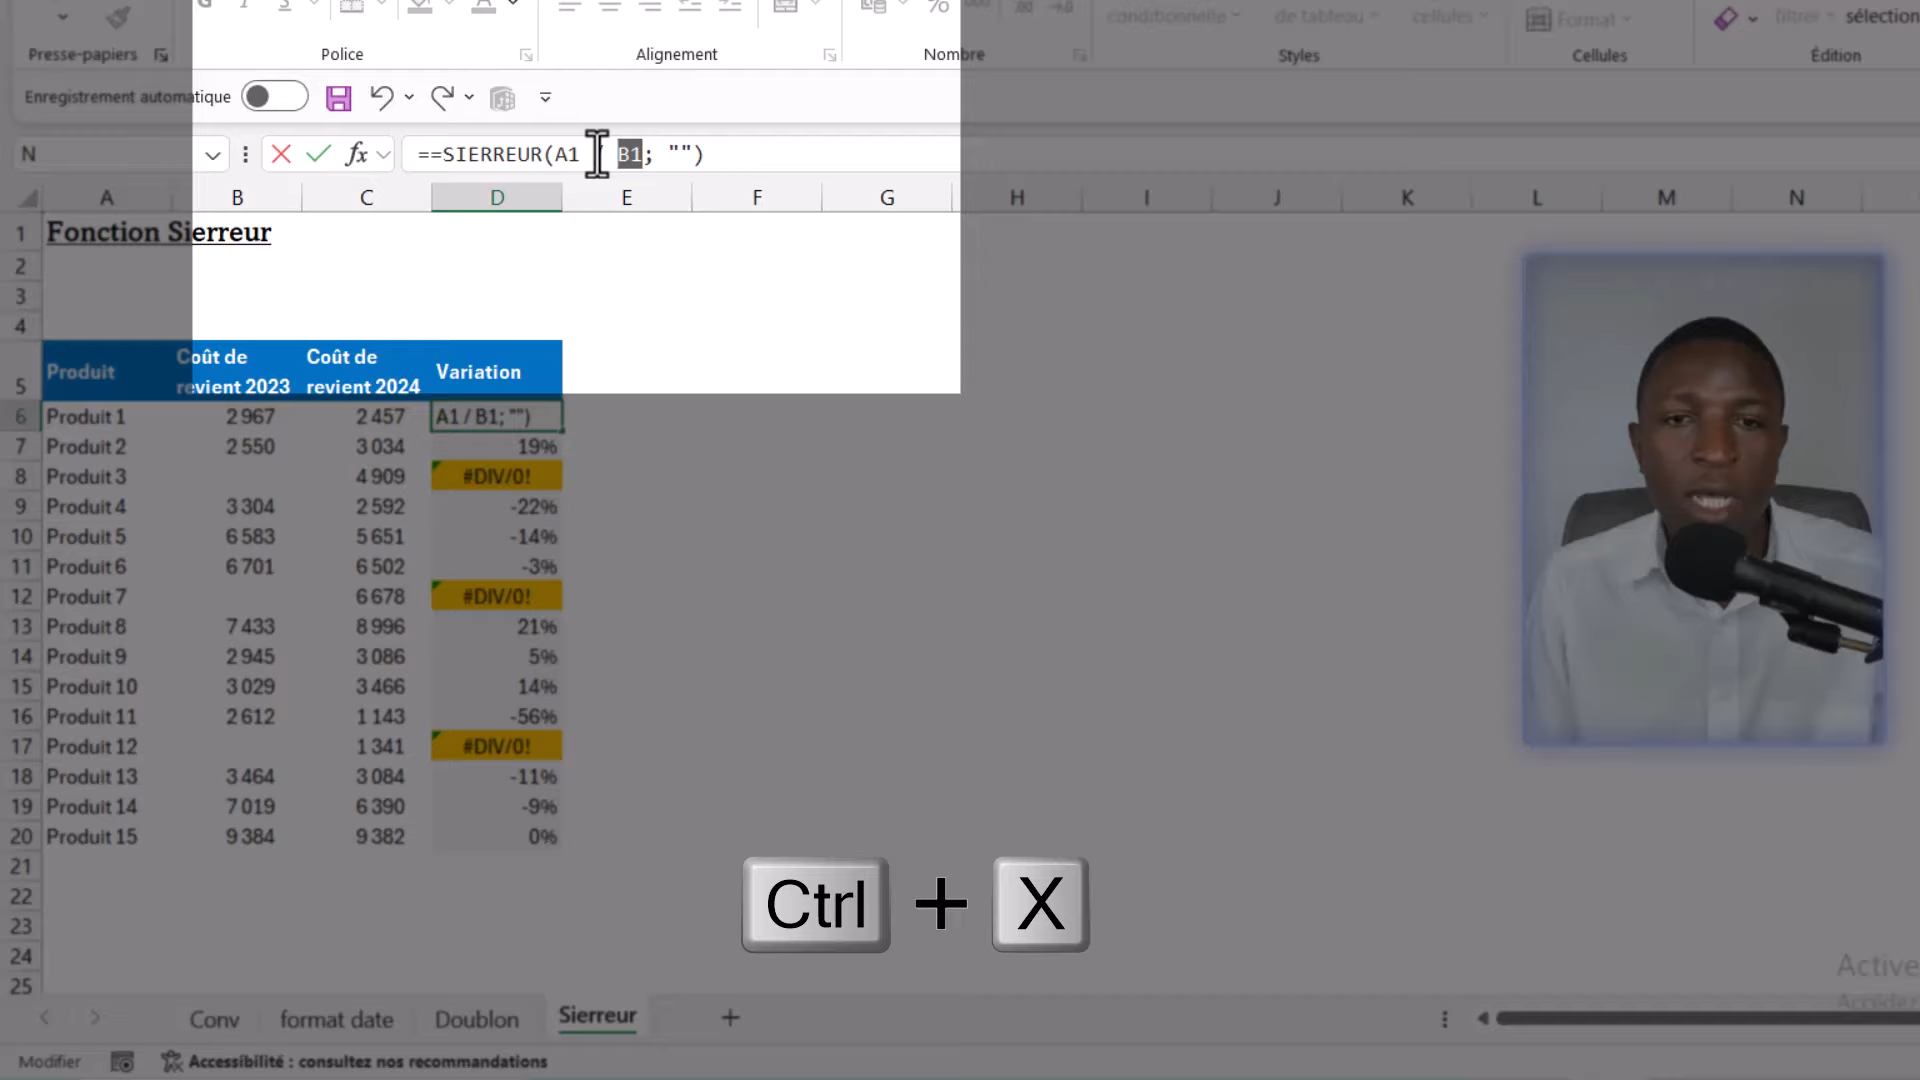 conditionnelle de tableau cellules
Format
filtrer sélection
Presse-papiers Police Alignement Nombre Styles Cellules Édition
Enregistrement automatique
N fx ==SIERREUR(A1 / B1; "")
A B C D E F G H I J K L M N
1 Fonction Sierreur
2
3
4
5 Produit Coût de revient 2023 Coût de revient 2024 Variation
6 Produit 1 2 967 2 457 A1 / B1; "")
7 Produit 2 2 550 3 034 19%
8 Produit 3 4 909 #DIV/0!
9 Produit 4 3 304 2 592 -22%
10 Produit 5 6 583 5 651 -14%
11 Produit 6 6 701 6 502 -3%
12 Produit 7 6 678 #DIV/0!
13 Produit 8 7 433 8 996 21%
14 Produit 9 2 945 3 086 5%
15 Produit 10 3 029 3 466 14%
16 Produit 11 2 612 1 143 -56%
17 Produit 12 1 341 #DIV/0!
18 Produit 13 3 464 3 084 -11%
19 Produit 14 7 019 6 390 -9%
20 Produit 15 9 384 9 382 0%
21
22
23
24
25
Ctrl + X
Active
Conv format date Doublon Sierreur +
Modifier Accessibilité : consultez nos recommandations